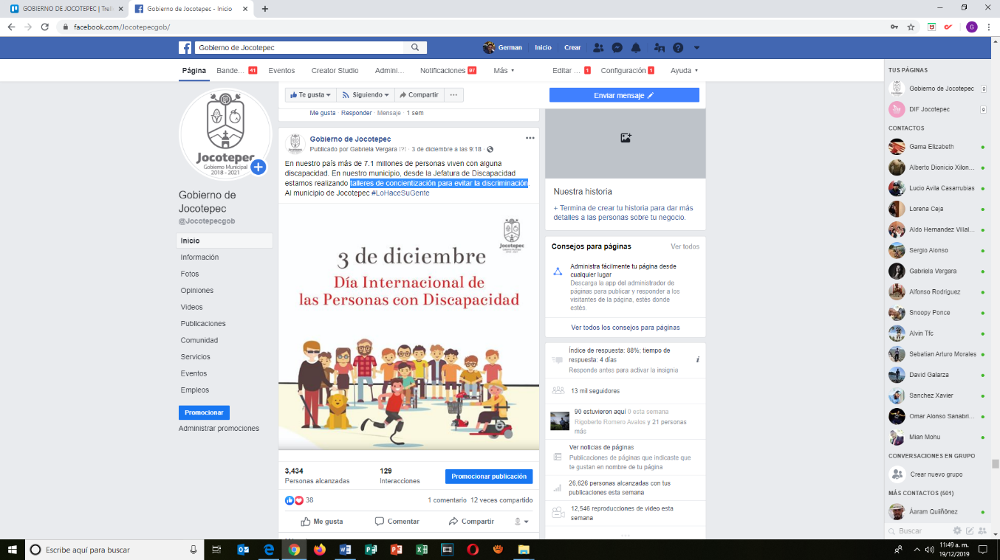 GOBIERNO DE JOCOTEPEC | Trell
Gobierno de Jocotepec - Inicio
facebook.com/Jocotepecgob/
G
Gobierno de Jocotepec
German
Inicio
Crear
Página
Bande... 41
Eventos
Creator Studio
Admini...
Notificaciones 97
Más
Editar ... 1
Configuración 1
Ayuda
Jocotepec
Gobierno Municipal
2018 - 2021
Gobierno de
Jocotepec
@Jocotepecgob
Inicio
Información
Fotos
Opiniones
Videos
Publicaciones
Comunidad
Servicios
Eventos
Empleos
Promocionar
Administrar promociones
Te gusta
Siguiendo
Compartir
...
Enviar mensaje
Me gusta · Responder · Mensaje · 1 sem
Gobierno de Jocotepec
Publicado por Gabriela Vergara [?] · 3 de diciembre a las 9:18 ·
En nuestro país más de 7.1 millones de personas viven con alguna
discapacidad. En nuestro municipio, desde la Jefatura de Discapacidad
estamos realizando talleres de concientización para evitar la discriminación
Al municipio de Jocotepec #LoHaceSuGente
Jocotepec
3 de diciembre
Día Internacional de
las Personas con Discapacidad
3,434
Personas alcanzadas
129
Interacciones
Promocionar publicación
38
1 comentario 12 veces compartido
Me gusta
Comentar
Compartir
Nuestra historia
+ Termina de crear tu historia para dar más
detalles a las personas sobre tu negocio.
Consejos para páginas
Ver todos
Administra fácilmente tu página desde
cualquier lugar
Descarga la app del administrador de
páginas para publicar y responder a los
visitantes de la página, estés donde
estés.
Ver todos los consejos para páginas
Índice de respuesta: 88%; tiempo de
respuesta: 4 días
Responde antes para activar la insignia
13 mil seguidores
90 estuvieron aquí 0 esta semana
Rigoberto Romero Avalos y 21 personas
más
Ver noticias de páginas
Publicaciones de páginas que indicaste que
te gustan en nombre de tu página
26,626 personas alcanzadas con tus
publicaciones esta semana
12,546 reproducciones de video esta
semana
TUS PÁGINAS
Gobierno de Jocotepec
DIF Jocotepec
CONTACTOS
Gama Elizabeth
Alberto Dionicio Xilon...
Lucio Avila Casarrubias
Lorena Ceja
Aldo Hernandez Villal...
Sergio Alonso
Gabriela Vergara
Alfonso Rodriguez
Snoopy Ponce
Alvin Tfc
Sebatian Arturo Morales
David Galarza
Sanchez Xavier
Omar Alonso Sanabri...
Mian Mohu
CONVERSACIONES EN GRUPO
Crear nuevo grupo
MÁS CONTACTOS (501)
Áaram Quiiñónez
Buscar
Escribe aquí para buscar
11:49 a. m.
19/12/2019